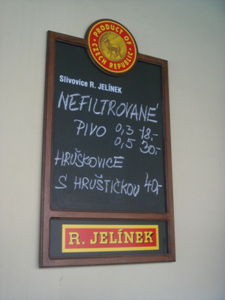 PRODUCT OF
CZECH REPUBLIC
Slivovice R. JELÍNEK
NEFILTROVANÉ
PIVO 0,3 18,-
0,5 30,-
HRUŠKOVICE
S HRUŠTIČKOU 40,-
R. JELÍNEK